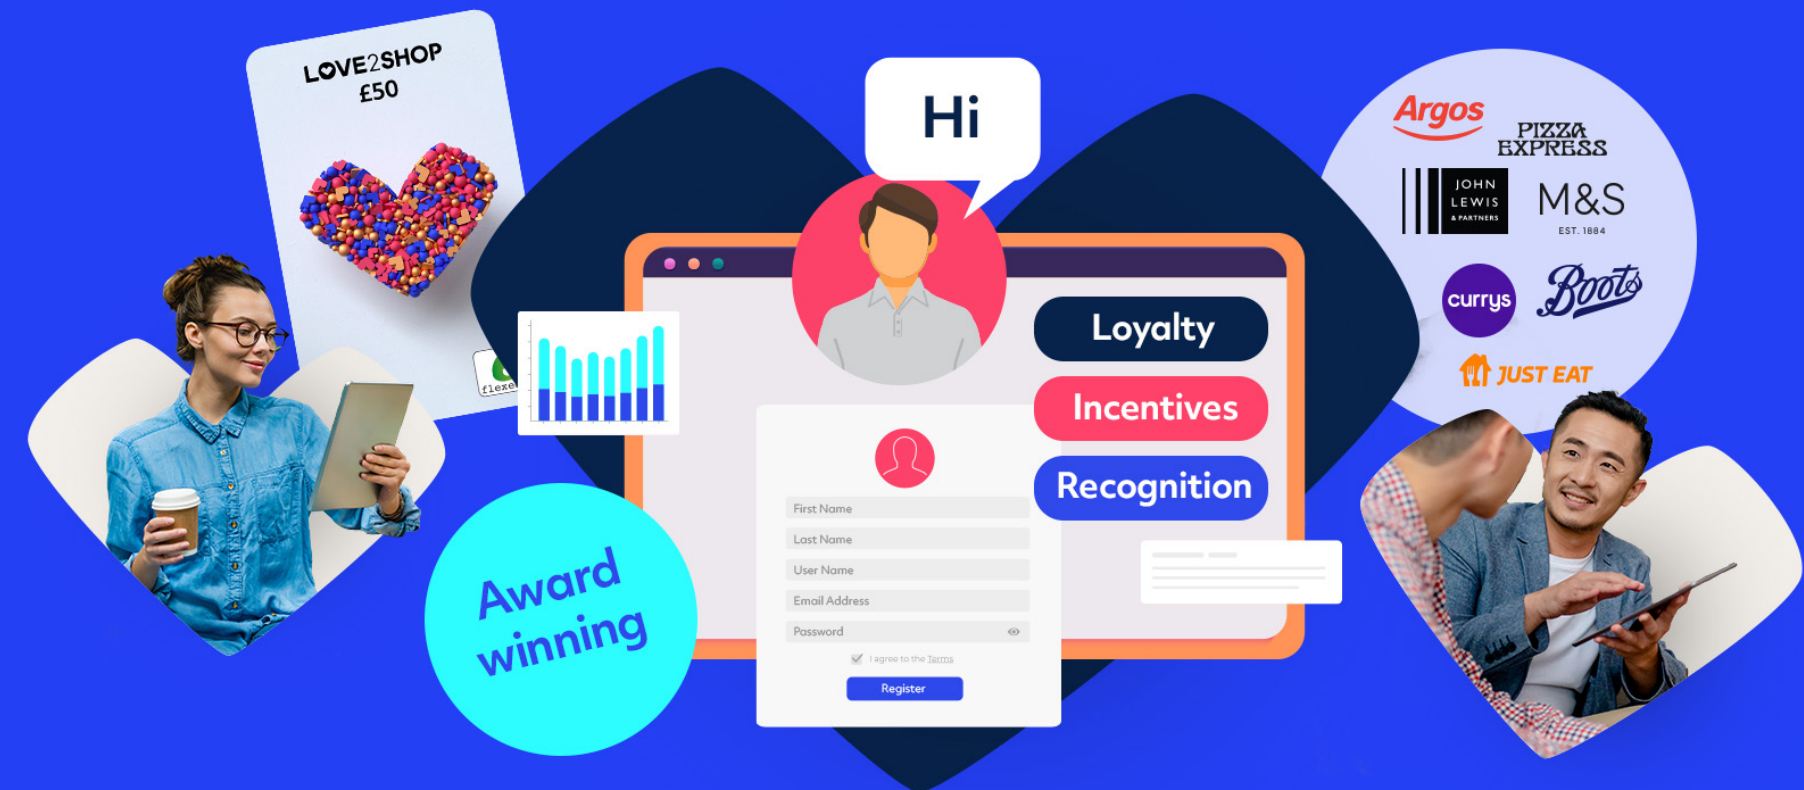 LOVE2SHOP
£50
flexe
Hi
Argos
PIZZA
EXPRESS
JOHN
LEWIS
& PARTNERS
M&S
EST. 1884
currys
Boots
JUST EAT
Loyalty
Incentives
Recognition
First Name
Last Name
User Name
Email Address
Password
I agree to the Terms
Register
Award
winning